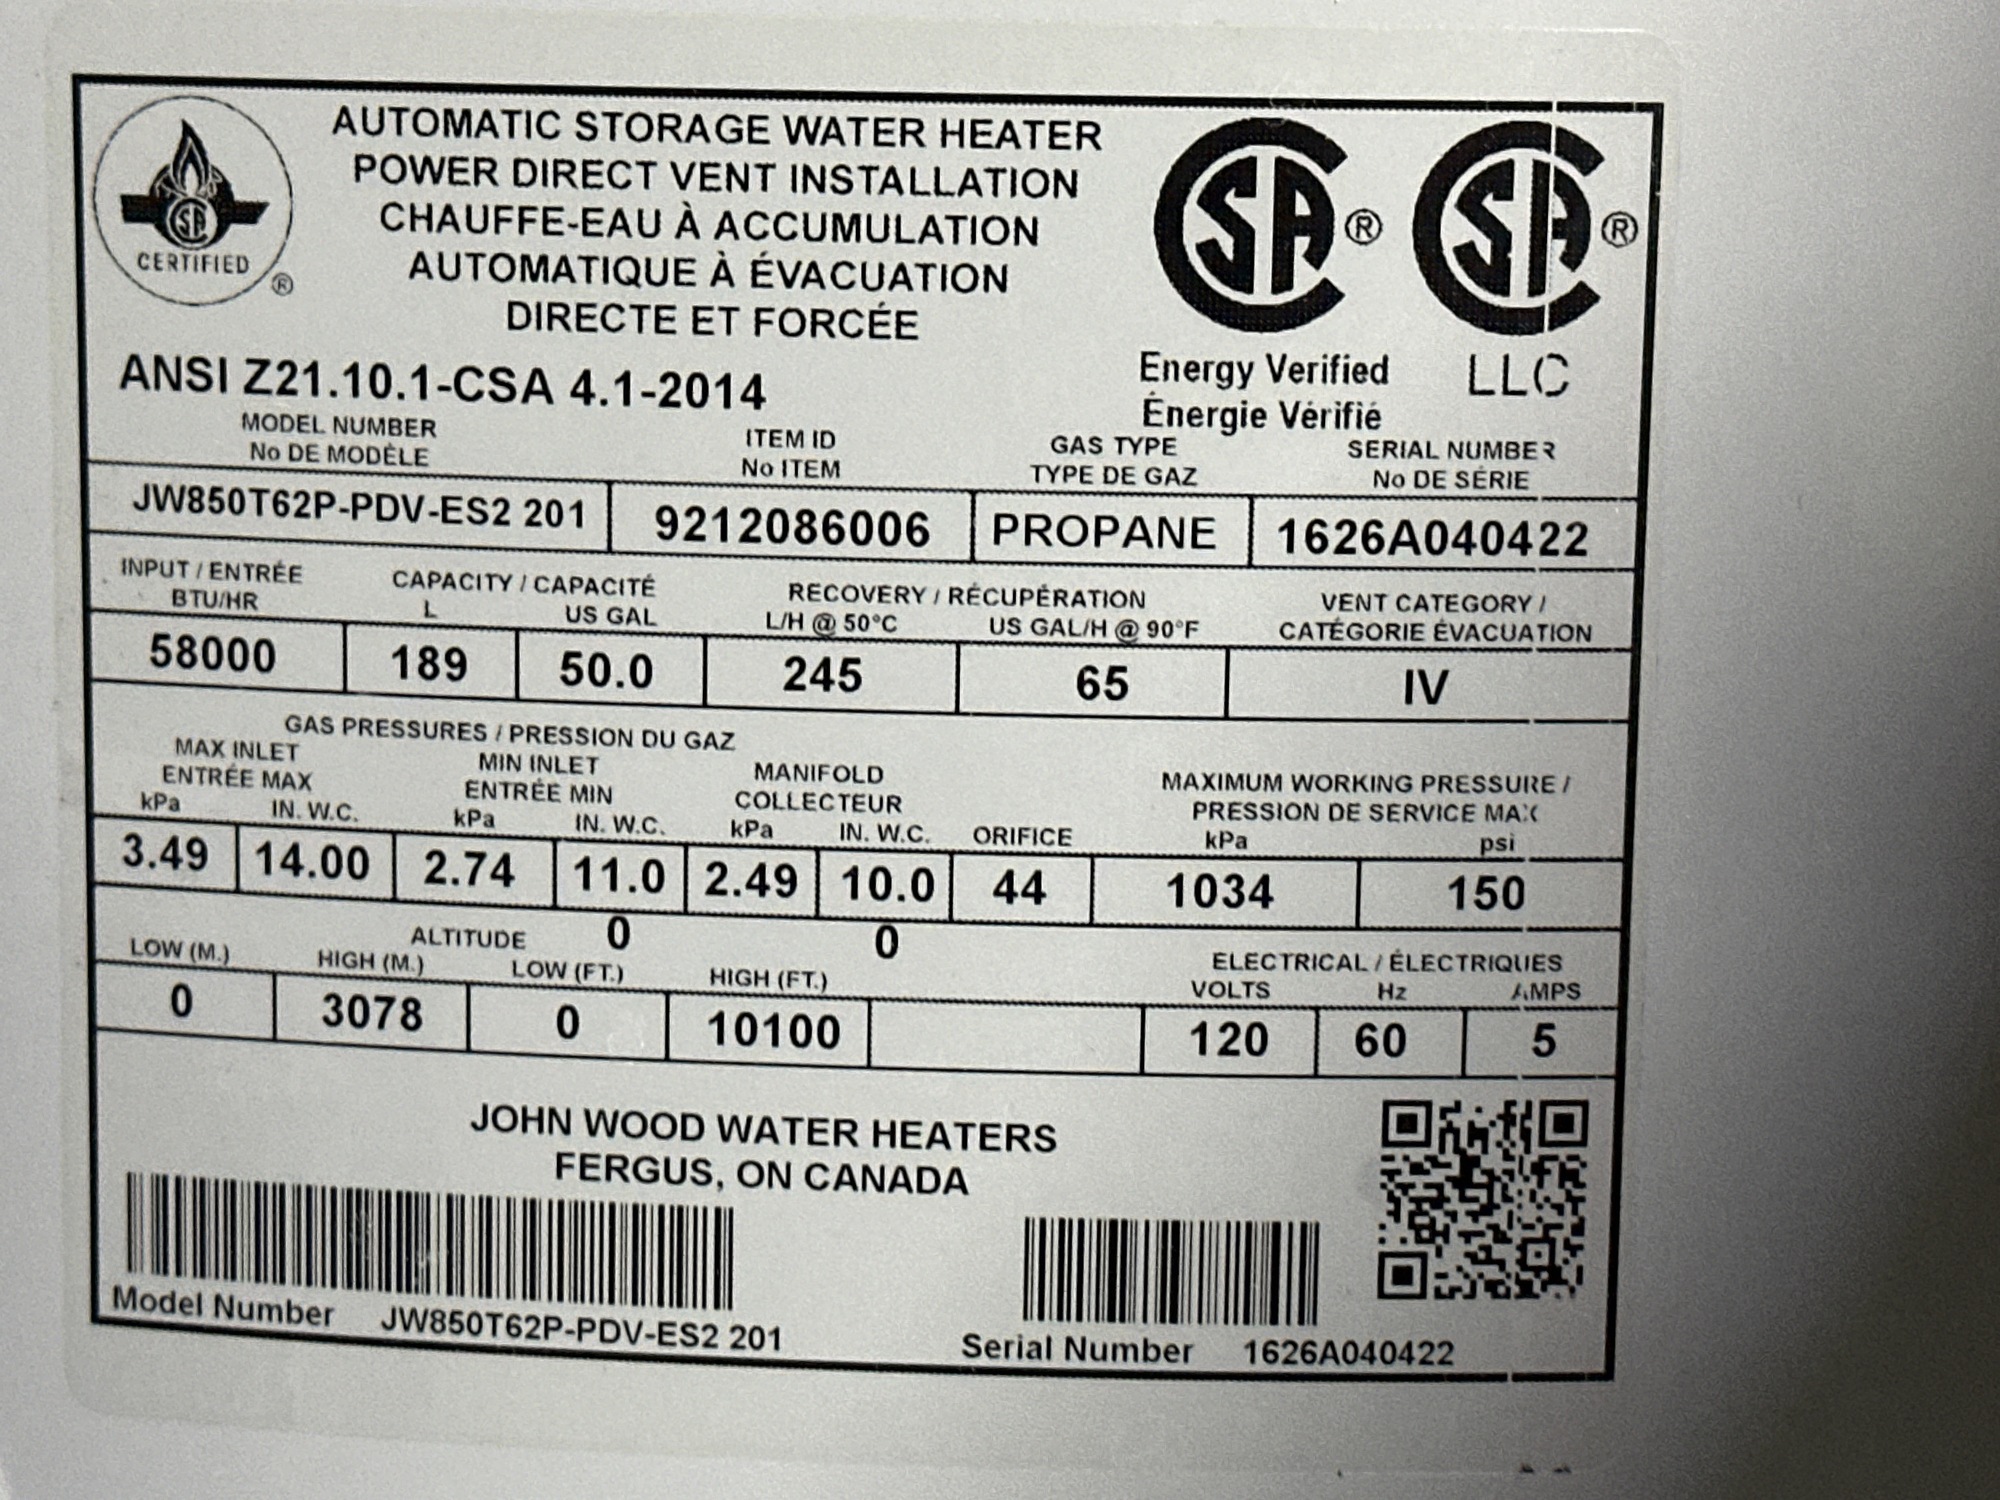 AUTOMATIC STORAGE WATER HEATER
POWER DIRECT VENT INSTALLATION
CHAUFFE-EAU À ACCUMULATION
AUTOMATIQUE À ÉVACUATION
DIRECTE ET FORCÉE
CSA
CERTIFIED ®
CSA ® CSA ®
Energy Verified LLC
Énergie Vérifié
ANSI Z21.10.1-CSA 4.1-2014
MODEL NUMBER ITEM ID GAS TYPE SERIAL NUMBER
No DE MODÈLE No ITEM TYPE DE GAZ No DE SÉRIE
JW850T62P-PDV-ES2 201 9212086006 PROPANE 1626A040422
INPUT / ENTRÉE CAPACITY / CAPACITÉ RECOVERY / RÉCUPÉRATION VENT CATEGORY /
BTU/HR L US GAL L/H @ 50°C US GAL/H @ 90°F CATÉGORIE ÉVACUATION
58000 189 50.0 245 65 IV
GAS PRESSURES / PRESSION DU GAZ
MAX INLET MIN INLET MANIFOLD MAXIMUM WORKING PRESSURE /
ENTRÉE MAX ENTRÉE MIN COLLECTEUR PRESSION DE SERVICE MAX
kPa IN. W.C. kPa IN. W.C. kPa IN. W.C. ORIFICE kPa psi
3.49 14.00 2.74 11.0 2.49 10.0 44 1034 150
ALTITUDE 0 0
LOW (M.) HIGH (M.) LOW (FT.) HIGH (FT.) ELECTRICAL / ÉLECTRIQUES
VOLTS Hz AMPS
0 3078 0 10100 120 60 5
JOHN WOOD WATER HEATERS
FERGUS, ON CANADA
Model Number JW850T62P-PDV-ES2 201 Serial Number 1626A040422